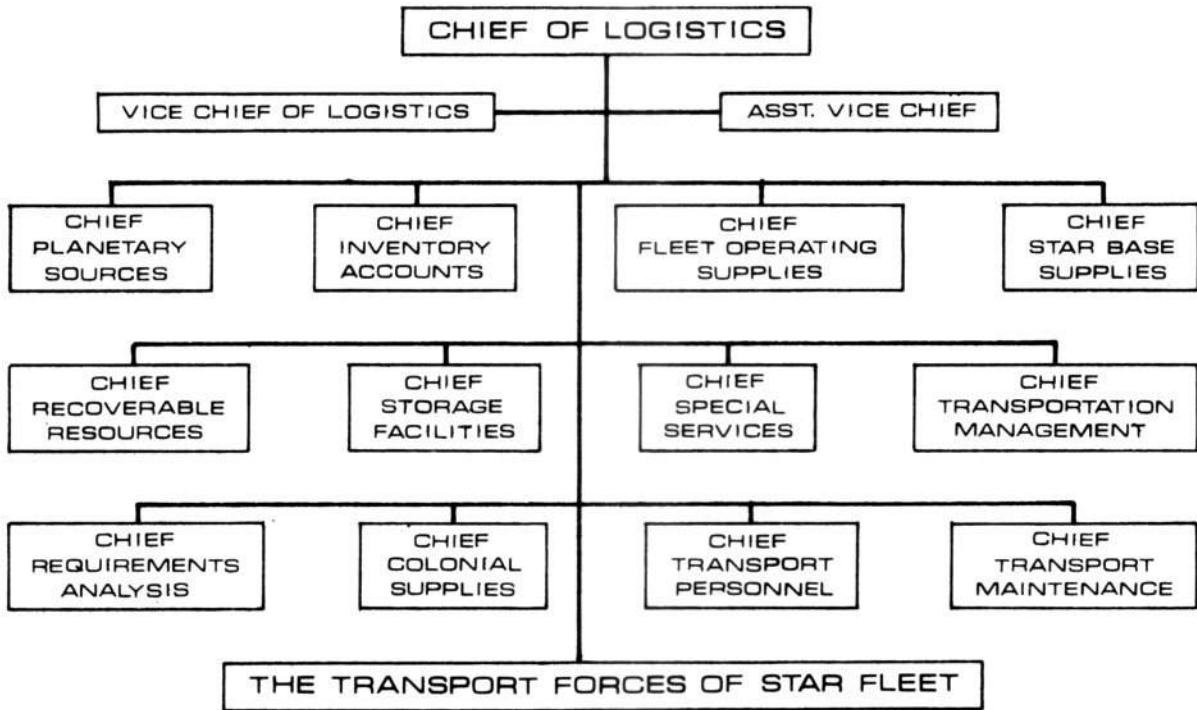 CHIEF OF LOGISTICS
VICE CHIEF OF LOGISTICS
ASST. VICE CHIEF
CHIEF
PLANETARY
SOURCES
CHIEF
INVENTORY
ACCOUNTS
CHIEF
FLEET OPERATING
SUPPLIES
CHIEF
STAR BASE
SUPPLIES
CHIEF
RECOVERABLE
RESOURCES
CHIEF
STORAGE
FACILITIES
CHIEF
SPECIAL
SERVICES
CHIEF
TRANSPORTATION
MANAGEMENT
CHIEF
REQUIREMENTS
ANALYSIS
CHIEF
COLONIAL
SUPPLIES
CHIEF
TRANSPORT
PERSONNEL
CHIEF
TRANSPORT
MAINTENANCE
THE TRANSPORT FORCES OF STAR FLEET